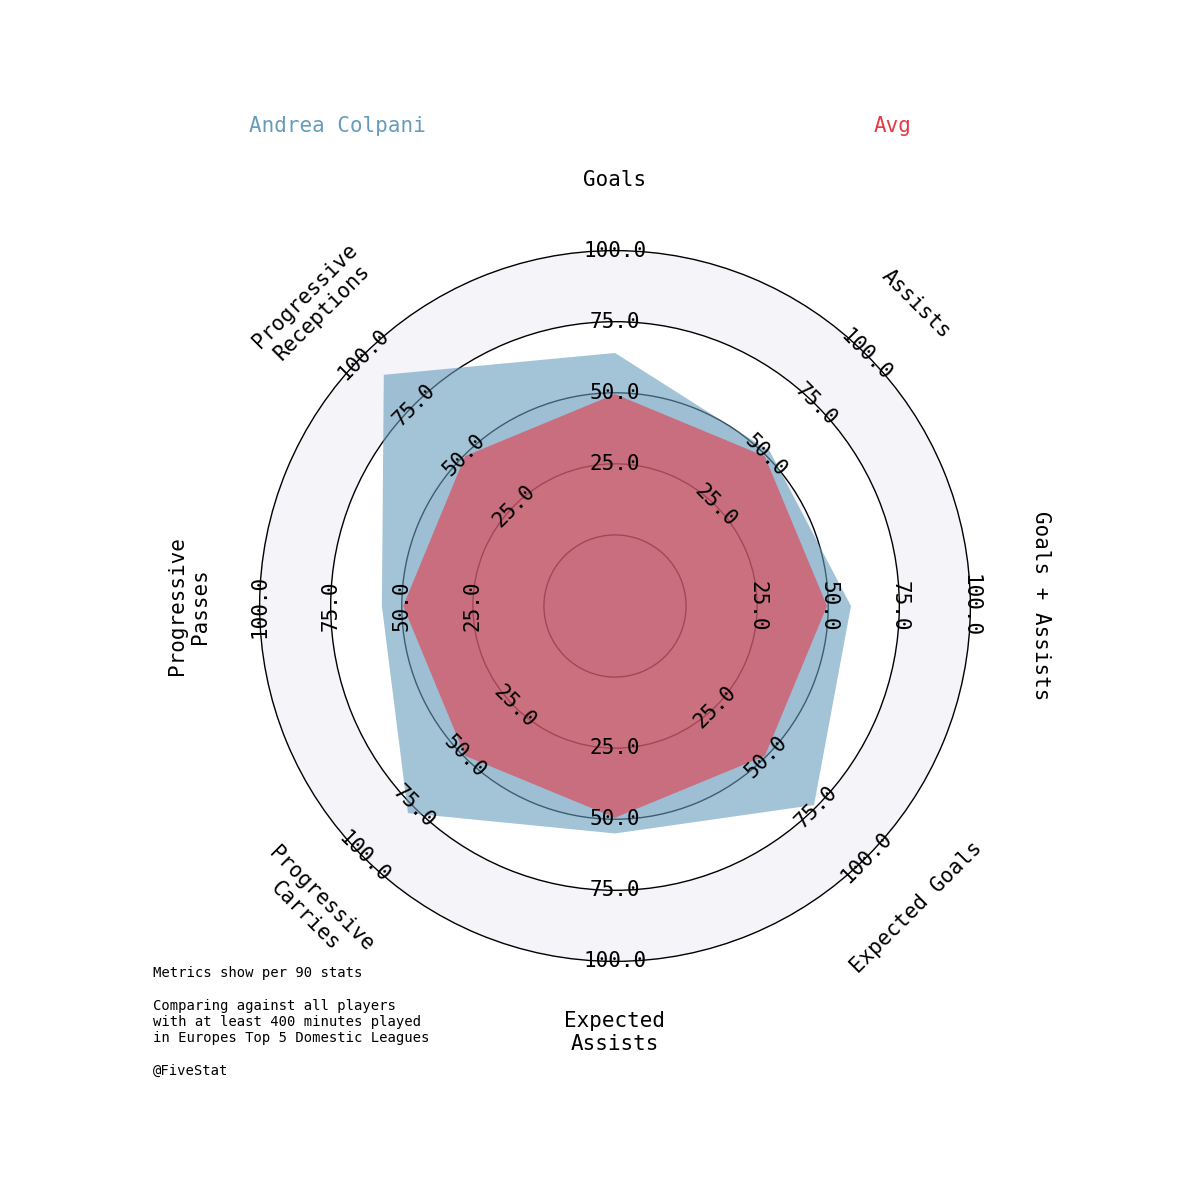 Andrea Colpani
Avg
Goals
Assists
Goals + Assists
Expected Goals
Expected
Assists
Progressive
Carries
Progressive
Passes
Progressive
Receptions
25.0
50.0
75.0
100.0
25.0
50.0
75.0
100.0
25.0
50.0
75.0
100.0
25.0
50.0
75.0
100.0
25.0
50.0
75.0
100.0
25.0
50.0
75.0
100.0
25.0
50.0
75.0
100.0
25.0
50.0
75.0
100.0
Metrics show per 90 stats
Comparing against all players
with at least 400 minutes played
in Europes Top 5 Domestic Leagues
@FiveStat